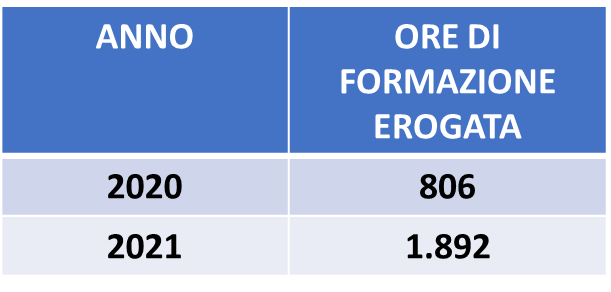 ANNO
ORE DI
FORMAZIONE
EROGATA
2020 806
2021 1.892